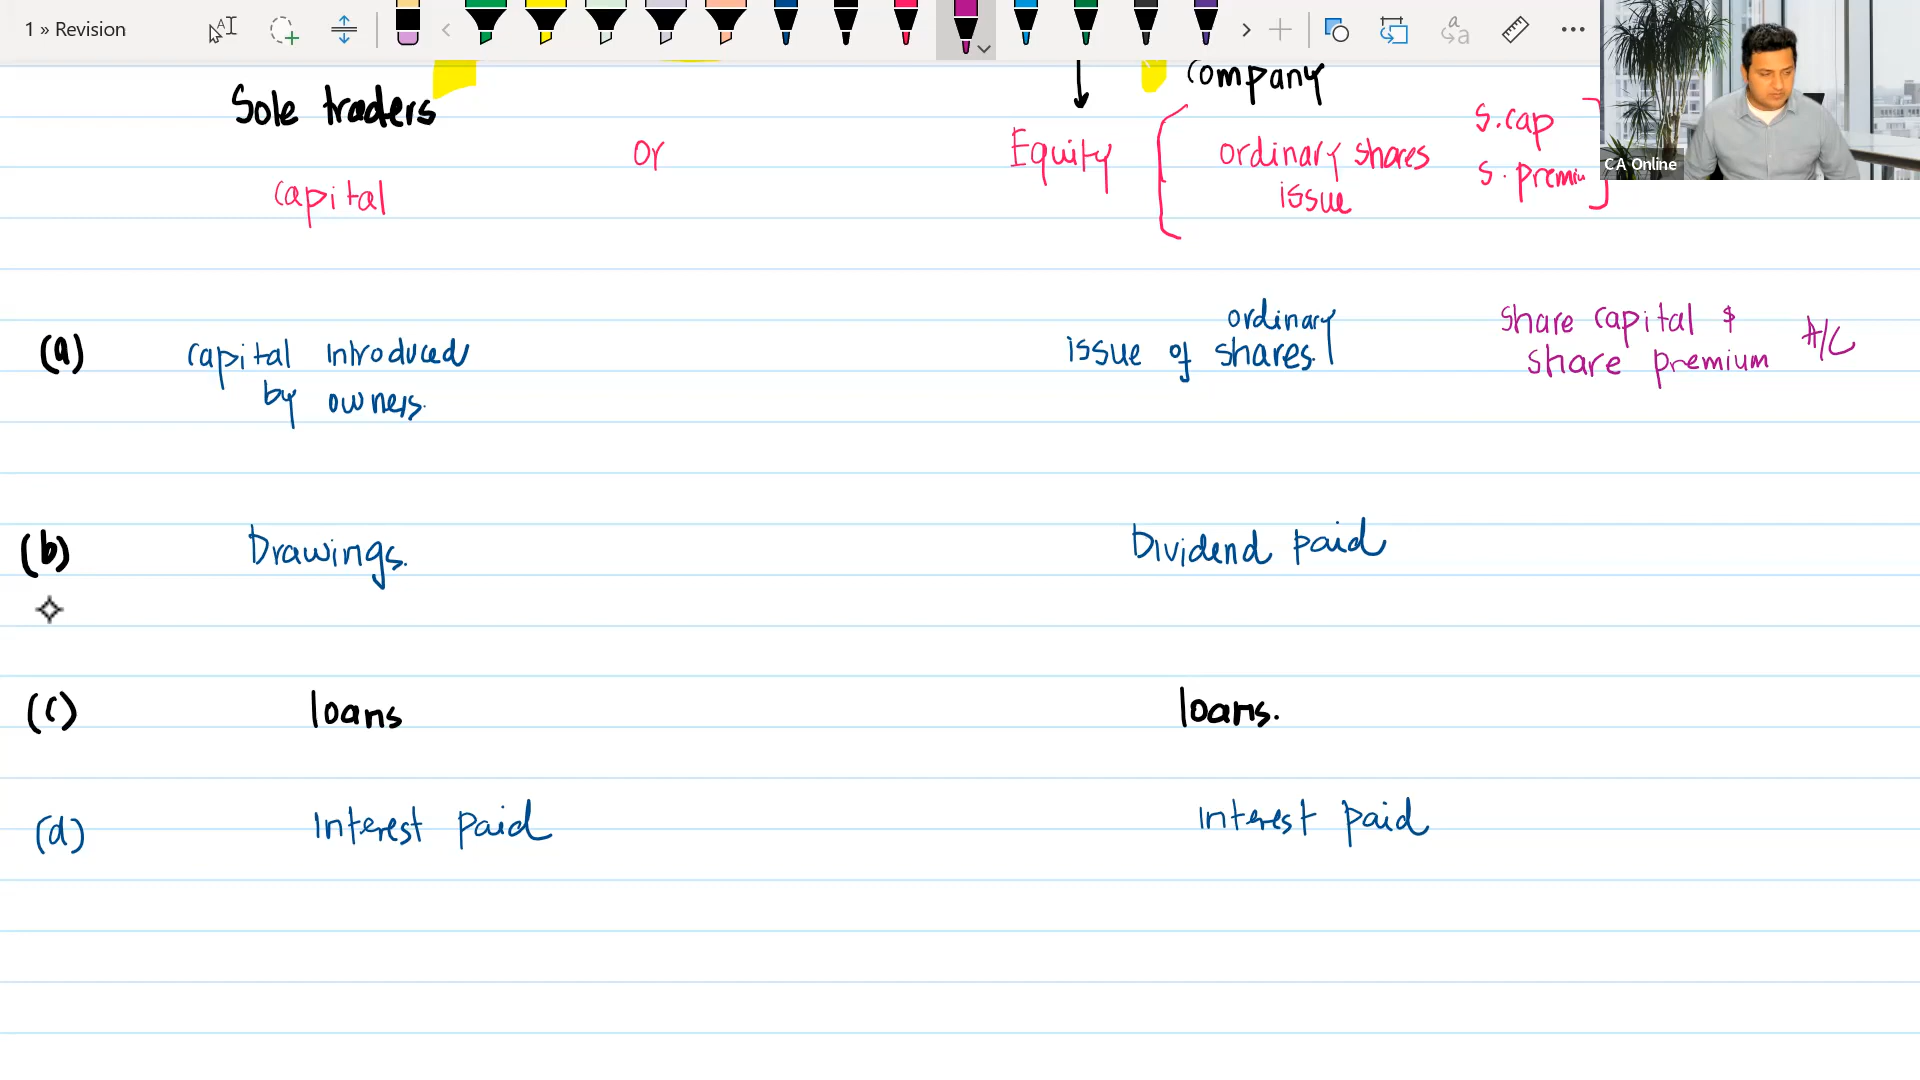 1 » Revision
Company
Sole traders
s.cap
Or
Equity
ordinary shares
issue
s. premiu
CA Online
capital
(a)
capital introduced
by owners.
ordinary
issue of shares.
share capital $
share premium
A/C
(b)
Drawings.
Dividend paid
(c)
loans
loans.
(d)
Interest paid
Interest paid